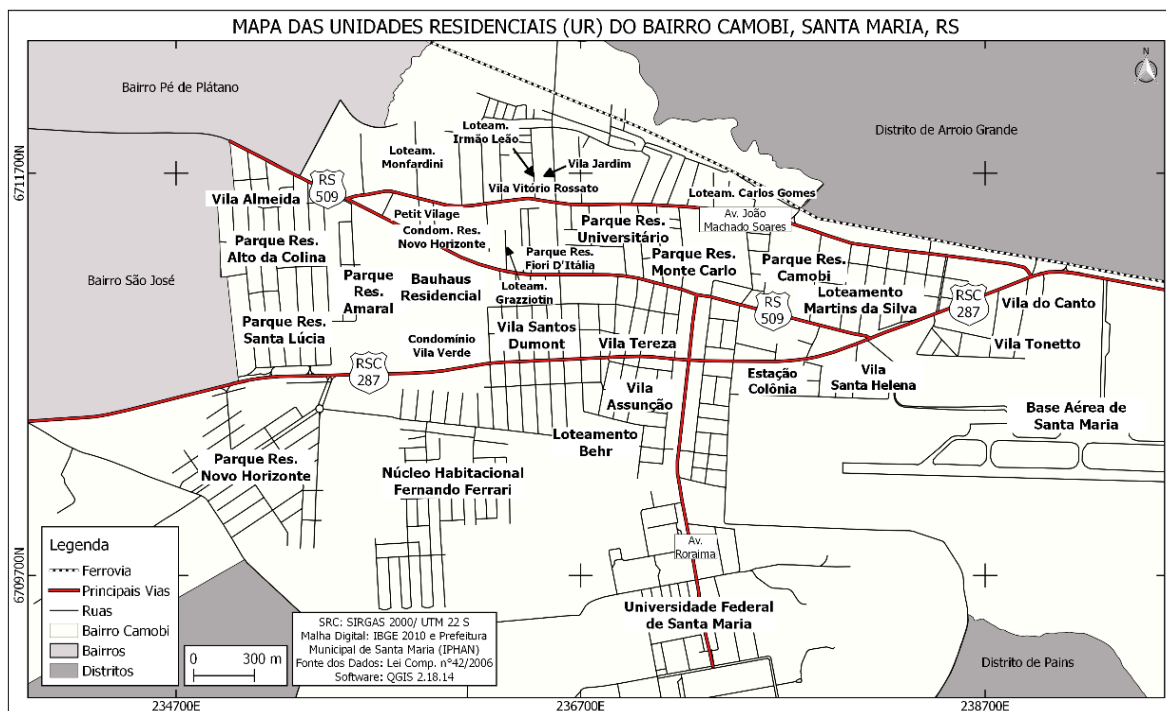 MAPA DAS UNIDADES RESIDENCIAIS (UR) DO BAIRRO CAMOBI, SANTA MARIA, RS
Bairro Pé de Plátano
Distrito de Arroio Grande
Loteam.
Irmão Leão
Loteam.
Monfardini
Vila Jardim
6711700N
RS
509
Vila Almeida
Vila Vitório Rossato
Loteam. Carlos Gomes
Petit Vilage
Condom. Res.
Novo Horizonte
Parque Res.
Universitário
Av. João
Machado Soares
Parque Res.
Alto da Colina
Parque Res.
Fiori D'Itália
Parque Res.
Monte Carlo
Parque Res.
Camobi
Bairro São José
Parque
Res.
Amaral
Bauhaus
Residencial
Loteam.
Grazziotin
RS
509
Loteamento
Martins da Silva
RSC
287
Vila do Canto
Parque Res.
Santa Lúcia
Condomínio
Vila Verde
Vila Santos
Dumont
Vila Tereza
Vila Tonetto
RSC
287
Estação
Colônia
Vila
Santa Helena
Vila
Assunção
Base Aérea de
Santa Maria
Loteamento
Behr
Parque Res.
Novo Horizonte
Núcleo Habitacional
Fernando Ferrari
Av.
Roraima
6709700N
Universidade Federal
de Santa Maria
Distrito de Pains
Legenda
Ferrovia
Principais Vias
Ruas
Bairro Camobi
Bairros
Distritos
0 300 m
SRC: SIRGAS 2000/ UTM 22 S
Malha Digital: IBGE 2010 e Prefeitura
Municipal de Santa Maria (IPHAN)
Fonte dos Dados: Lei Comp. n°42/2006
Software: QGIS 2.18.14
234700E
236700E
238700E
N